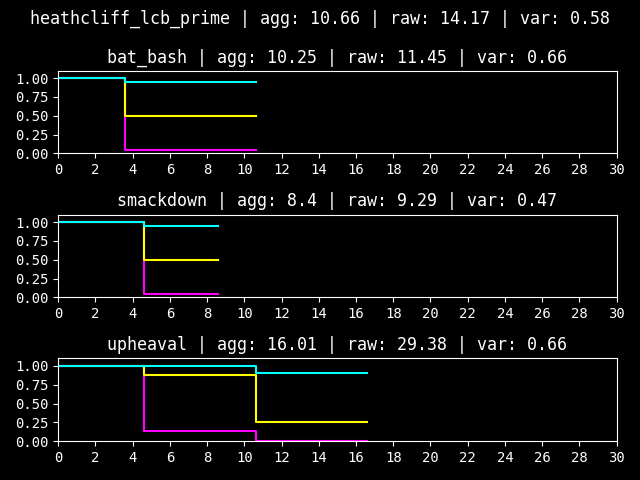 heathcliff_lcb_prime | agg: 10.66 | raw: 14.17 | var: 0.58
bat_bash | agg: 10.25 | raw: 11.45 | var: 0.66
1.00
0.75
0.50
0.25
0.00
0 2 4 6 8 10 12 14 16 18 20 22 24 26 28 30
smackdown | agg: 8.4 | raw: 9.29 | var: 0.47
1.00
0.75
0.50
0.25
0.00
0 2 4 6 8 10 12 14 16 18 20 22 24 26 28 30
upheaval | agg: 16.01 | raw: 29.38 | var: 0.66
1.00
0.75
0.50
0.25
0.00
0 2 4 6 8 10 12 14 16 18 20 22 24 26 28 30